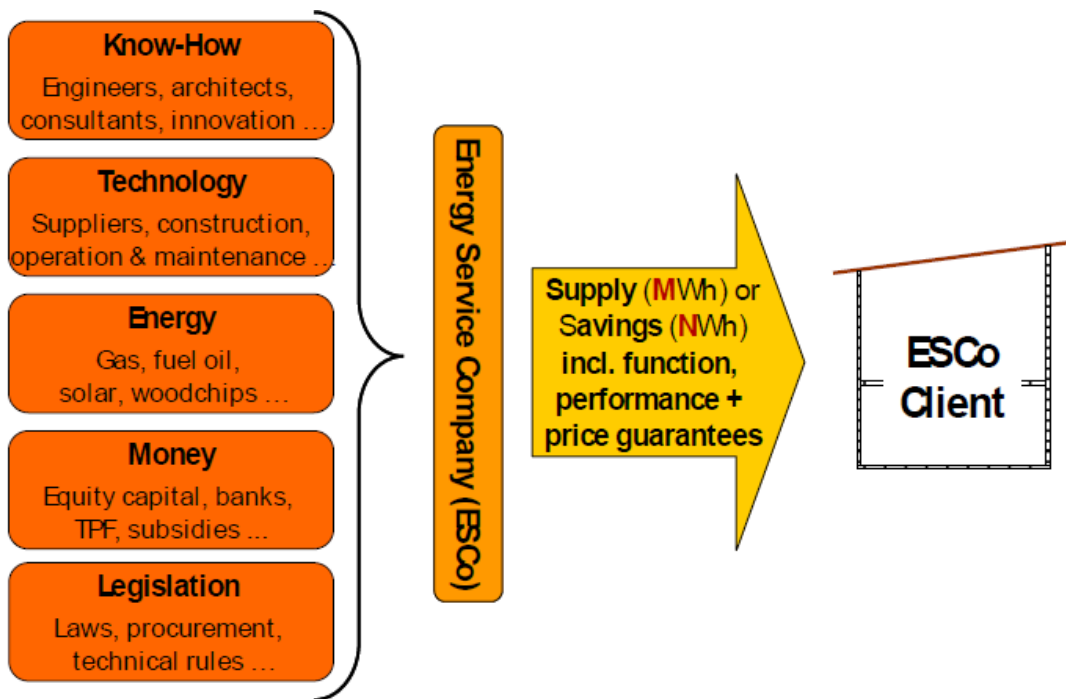 Know-How
Engineers, architects,
consultants, innovation ...
Technology
Suppliers, construction,
operation & maintenance ...
Energy
Gas, fuel oil,
solar, woodchips ...
Money
Equity capital, banks,
TPF, subsidies ...
Legislation
Laws, procurement,
technical rules ...
Energy Service Company (ESCo)
Supply (MWh) or
Savings (NWh)
incl. function,
performance +
price guarantees
ESCo
Client